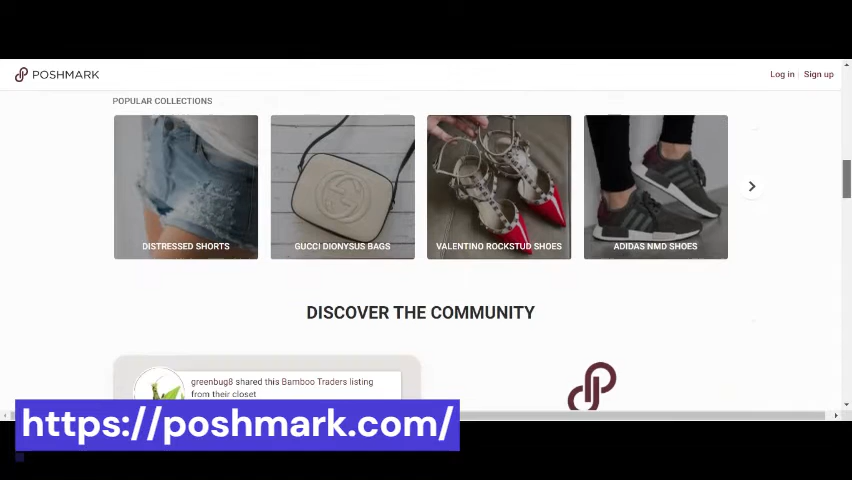 POSHMARK
Log in
Sign up
POPULAR COLLECTIONS
DISTRESSED SHORTS
GUCCI DIONYSUS BAGS
VALENTINO ROCKSTUD SHOES
ADIDAS NMD SHOES
DISCOVER THE COMMUNITY
greenbug8 shared this Bamboo Traders listing
from their closet
https://poshmark.com/